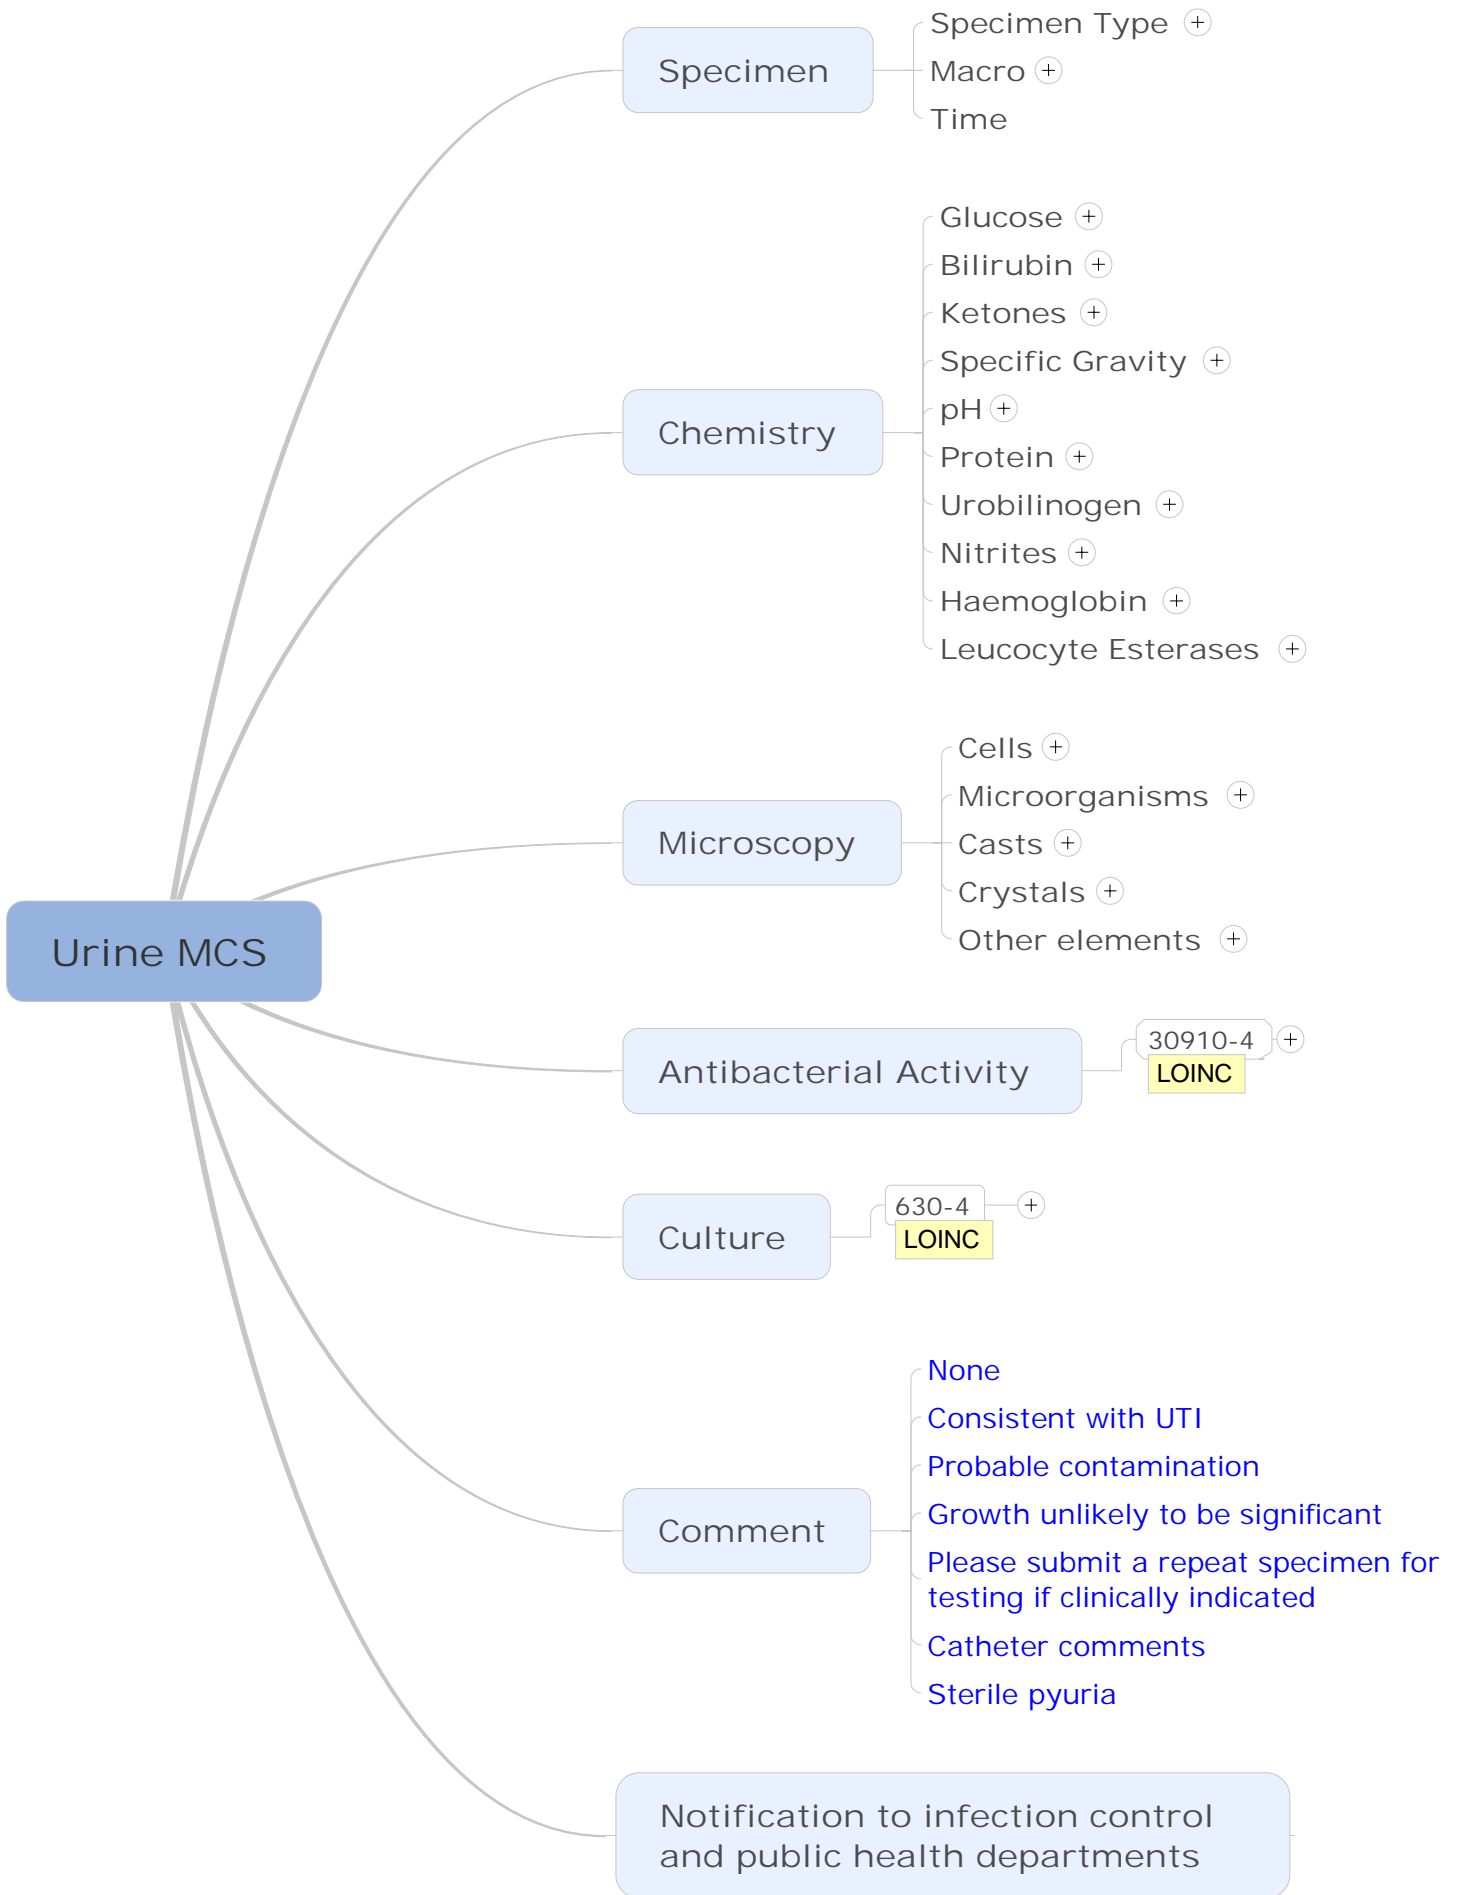 Specimen
Specimen Type
Macro
Time
Chemistry
Glucose
Bilirubin
Ketones
Specific Gravity
pH
Protein
Urobilinogen
Nitrites
Haemoglobin
Leucocyte Esterases
Microscopy
Cells
Microorganisms
Casts
Crystals
Other elements
Urine MCS
Antibacterial Activity
30910-4
LOINC
Culture
630-4
LOINC
Comment
None
Consistent with UTI
Probable contamination
Growth unlikely to be significant
Please submit a repeat specimen for
testing if clinically indicated
Catheter comments
Sterile pyuria
Notification to infection control
and public health departments